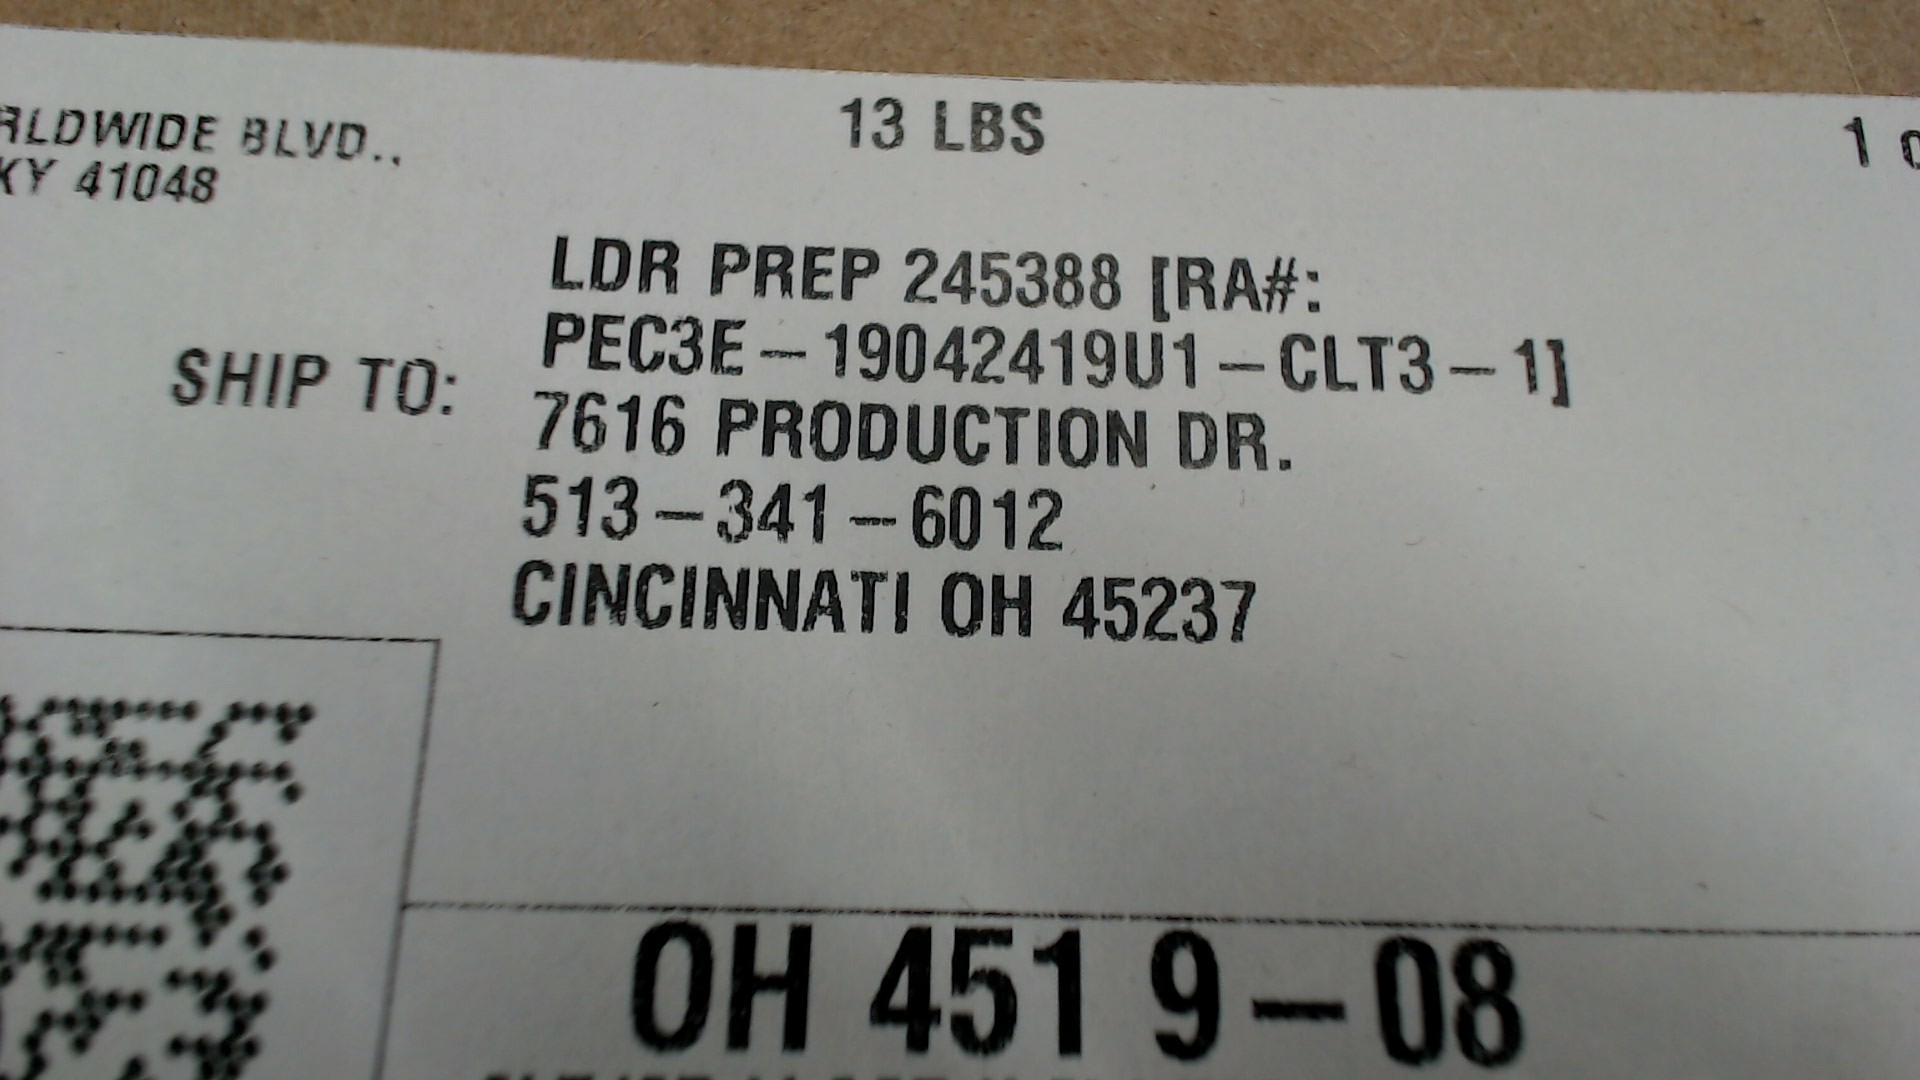 BLVD..,
KY 41048
13 LBS
1
SHIP TO:
LDR PREP 245388 [RA#:
PEC3E-19042419U1-CLT3-1]
7616 PRODUCTION DR.
513-341-6012
CINCINNATI OH 45237
OH 451 9-08